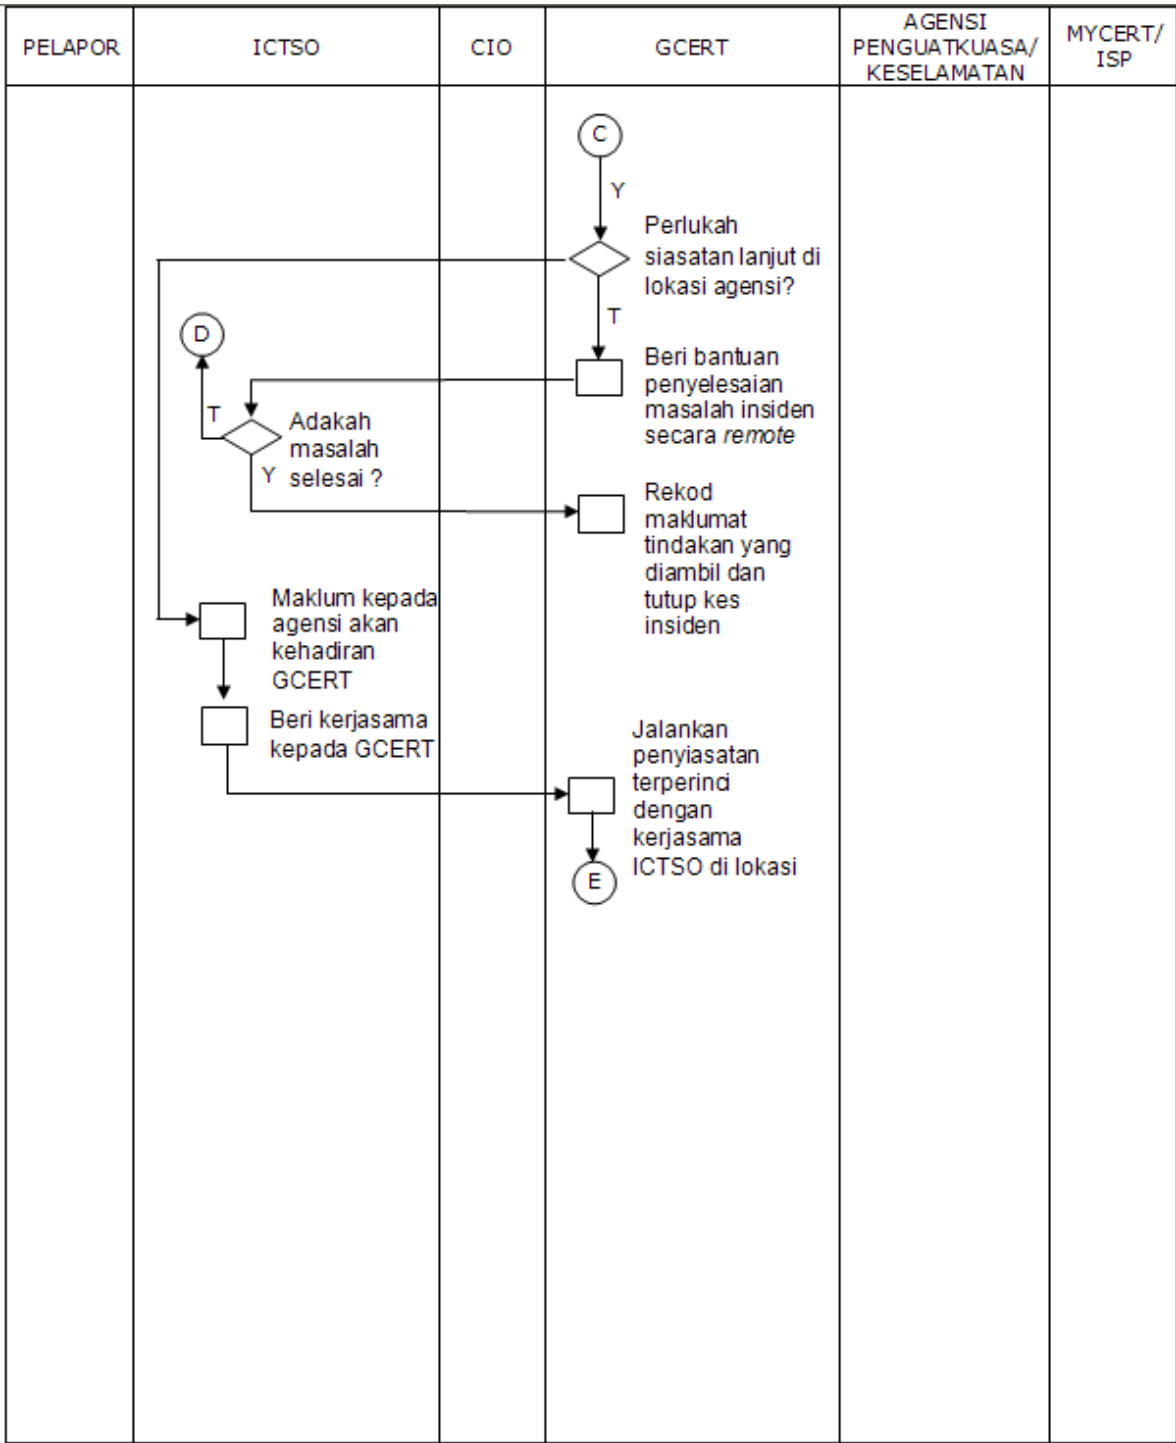 PELAPOR
ICTSO
CIO
GCERT
AGENSI
PENGUATKUASA/
KESELAMATAN
MYCERT/
ISP
C
Y
Perlukah
siasatan lanjut di
lokasi agensi?
T
D
Beri bantuan
penyelesaian
masalah insiden
secara remote
T
Adakah
masalah
selesai ?
Y
Rekod
maklumat
tindakan yang
diambil dan
tutup kes
insiden
Maklum kepada
agensi akan
kehadiran
GCERT
Beri kerjasama
kepada GCERT
Jalankan
penyiasatan
terperinci
dengan
kerjasama
ICTSO di lokasi
E